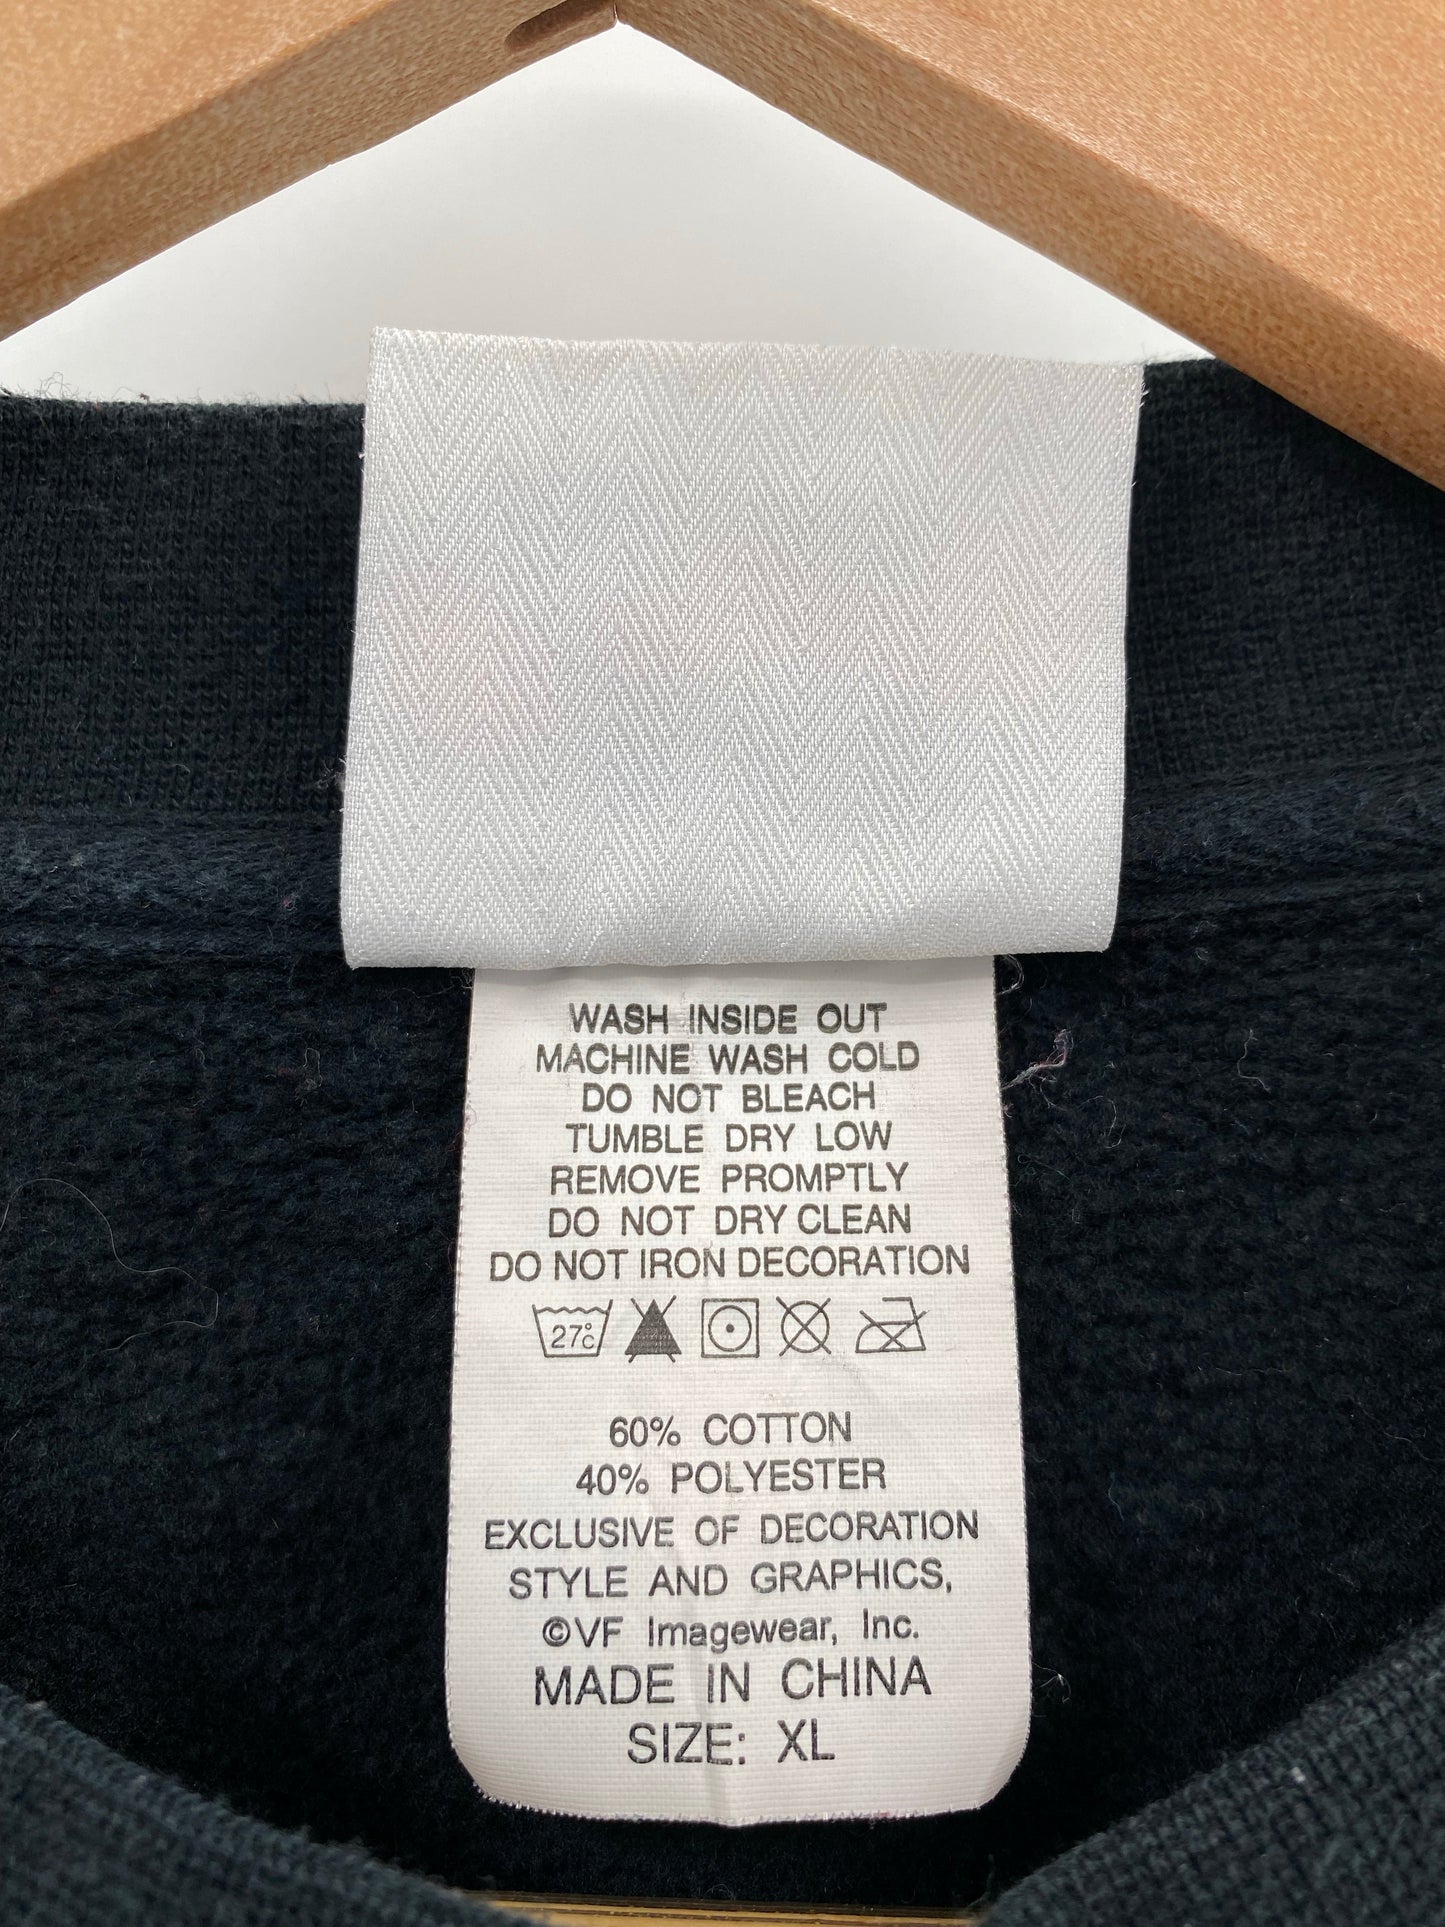 WASH INSIDE OUT
MACHINE WASH COLD
DO NOT BLEACH
TUMBLE DRY LOW
REMOVE PROMPTLY
DO NOT DRY CLEAN
DO NOT IRON DECORATION
27°C
60% COTTON
40% POLYESTER
EXCLUSIVE OF DECORATION
STYLE AND GRAPHICS,
©VF Imagewear, Inc.
MADE IN CHINA
SIZE: XL